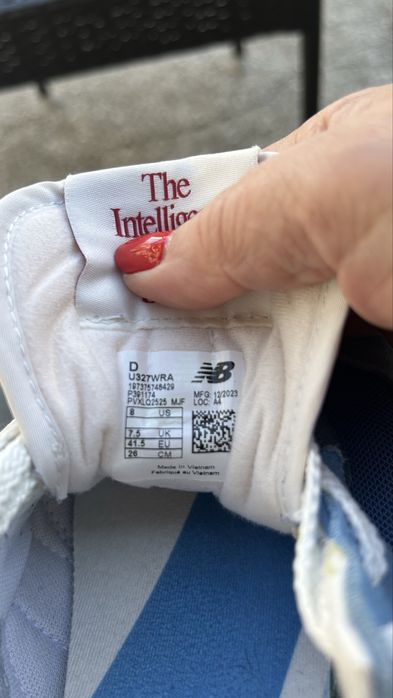 The
D
U327WRA
197375748429
P391174
PVXLQ2525 MJF
MFG: 12/2023
LOC: A4
8 US
7.5 UK
41.5 EU
26 CM
Made in Vietnam
Fabriqué au Vietnam